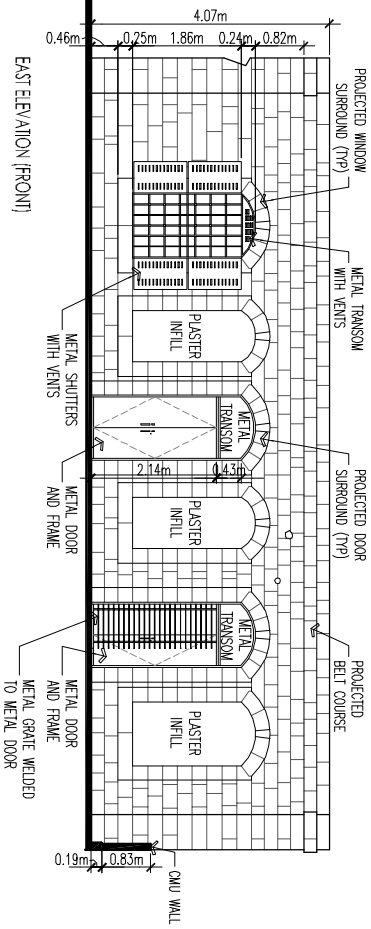 4.07m
0.46m
0.25m
1.86m
0.24m
0.82m
PROJECTED WINDOW
SURROUND (TYP)
METAL TRANSOM
WITH VENTS
PROJECTED DOOR
SURROUND (TYP)
PROJECTED
BELT COURSE
PLASTER
INFILL
METAL
TRANSOM
PLASTER
INFILL
METAL
TRANSOM
PLASTER
INFILL
2.14m
0.43m
METAL SHUTTERS
WITH VENTS
METAL DOOR
AND FRAME
METAL DOOR
AND FRAME
METAL GRATE WELDED
TO METAL DOOR
0.19m
0.83m
CMU WALL
EAST ELEVATION (FRONT)